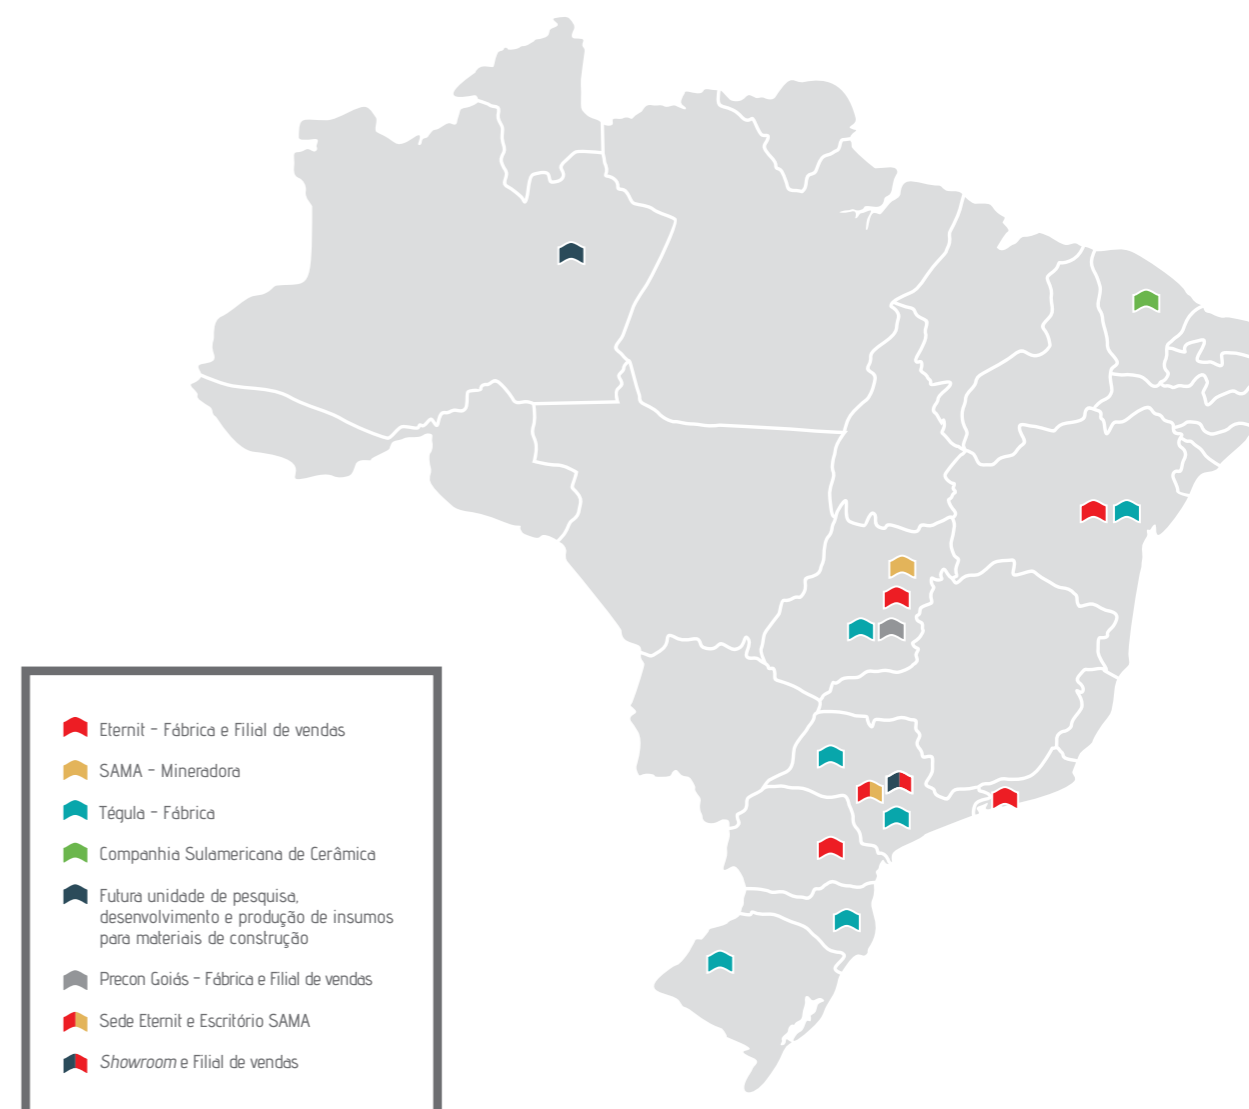 Eternit - Fábrica e Filial de vendas
SAMA - Mineradora
Tégula - Fábrica
Companhia Sulamericana de Cerâmica
Futura unidade de pesquisa,
desenvolvimento e produção de insumos
para materiais de construção
Precon Goiás - Fábrica e Filial de vendas
Sede Eternit e Escritório SAMA
Showroom e Filial de vendas